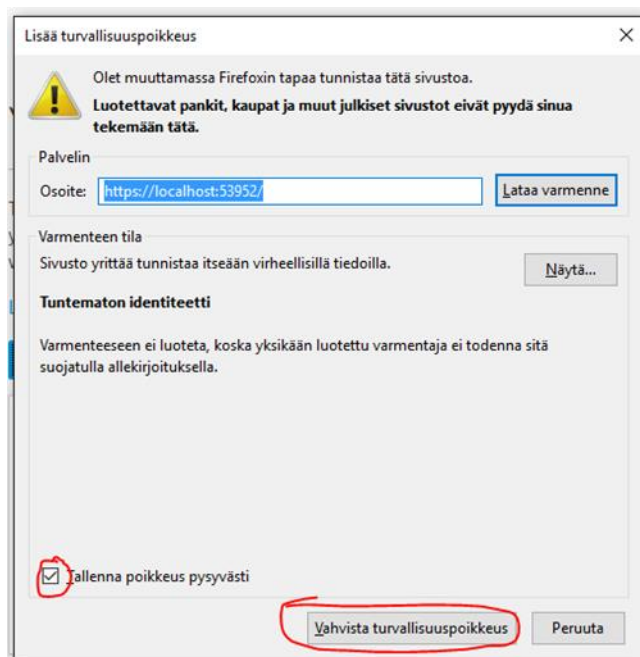 Lisää turvallisuuspoikkeus
Olet muuttamassa Firefoxin tapaa tunnistaa tätä sivustoa.
Luotettavat pankit, kaupat ja muut julkiset sivustot eivät pyydä sinua
tekemään tätä.
Palvelin
Osoite: https://localhost:53952/ Lataa varmenne
Varmenteen tila
Sivusto yrittää tunnistaa itseään virheellisillä tiedoilla. Näytä...
Tuntematon identiteetti
Varmenteeseen ei luoteta, koska yksikään luotettu varmentaja ei todenna sitä
suojatulla allekirjoituksella.
Tallenna poikkeus pysyvästi
Vahvista turvallisuuspoikkeus Peruuta